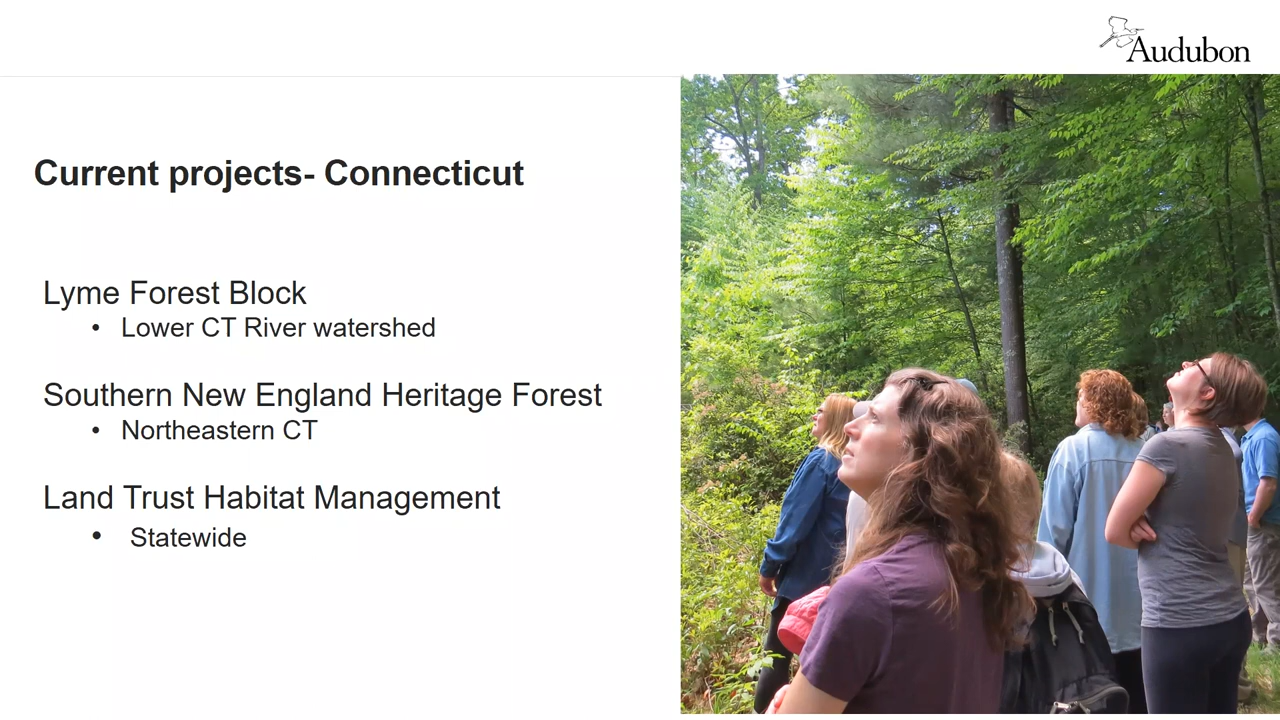 Audubon
Current projects- Connecticut
Lyme Forest Block
• Lower CT River watershed
Southern New England Heritage Forest
• Northeastern CT
Land Trust Habitat Management
• Statewide